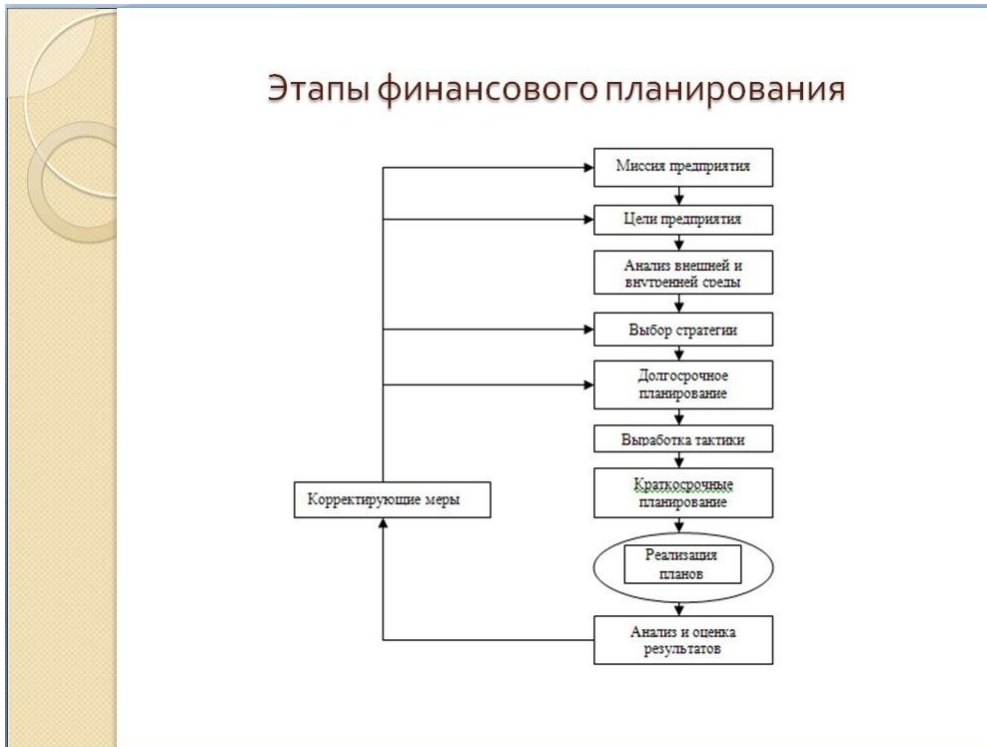 Этапы финансового планирования
Миссия предприятия
Цели предприятия
Анализ внешней и
внутренней среды
Выбор стратегии
Долгосрочное
планирование
Выработка тактики
Краткосрочные
планирование
Корректирующие меры
Реализация
планов
Анализ и оценка
результатов